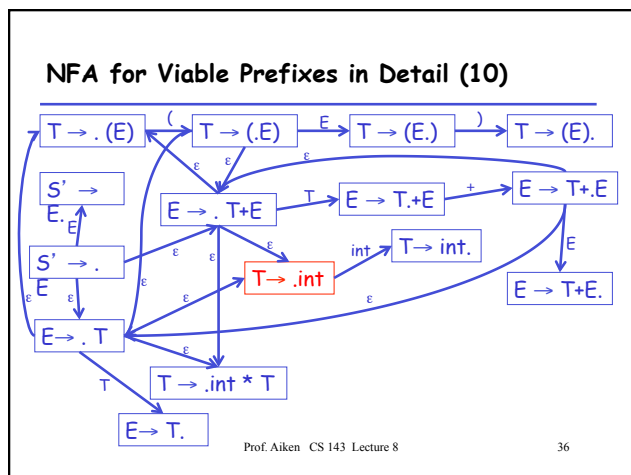 NFA for Viable Prefixes in Detail (10)
T → . (E)
(
T → (.E)
E
T → (E.)
)
T → (E).
ε
ε
ε
S’ →
E.
E
E → . T+E
T
E → T.+E
+
E → T+.E
S’ → .
E
ε
ε
ε
T → .int
int
T → int.
E
E → T+E.
ε
ε
ε
ε
ε
E → . T
ε
T → .int * T
T
E → T.
Prof. Aiken CS 143 Lecture 8
36